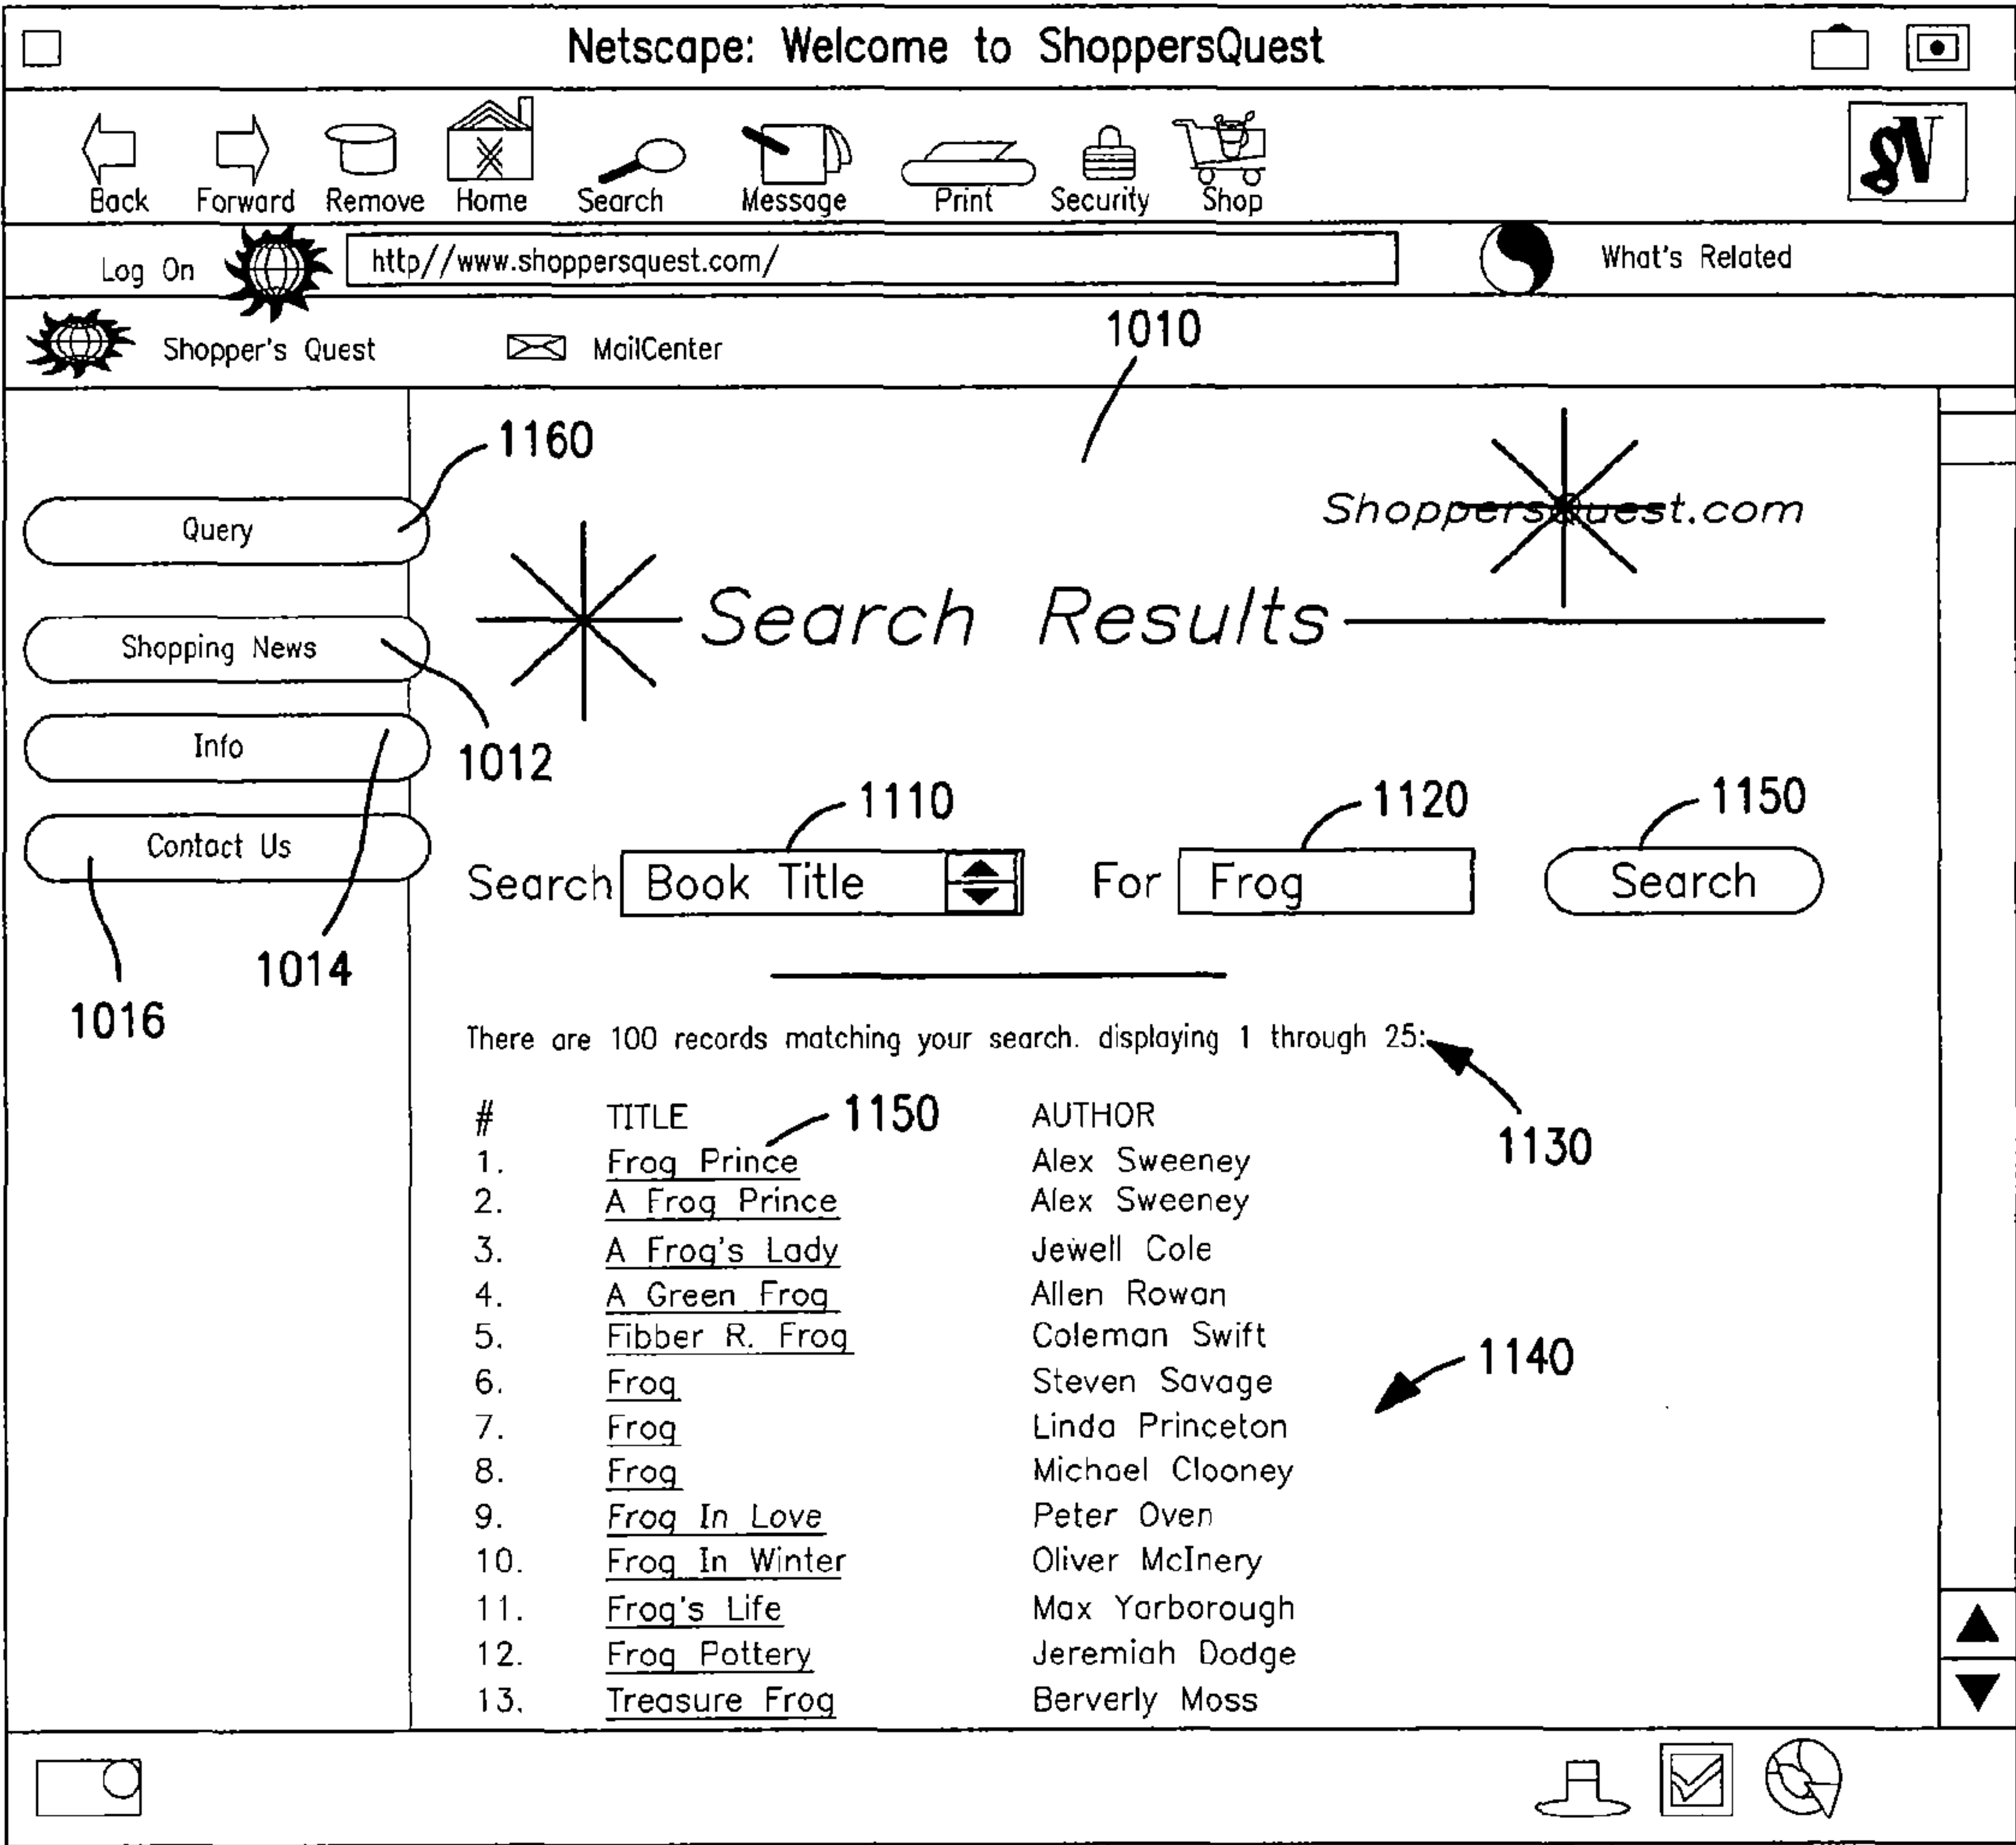 Netscape: Welcome to ShoppersQuest
Back Forward Remove Home Search Message Print Security Shop
N
Log On http//www.shoppersquest.com/ What's Related
Shopper's Quest MailCenter
1010
1160
Query
ShoppersQuest.com
Search Results
Shopping News
1012
Info
1110 1120 1150
Contact Us
Search Book Title For Frog Search
1014
1016
There are 100 records matching your search. displaying 1 through 25:
1130
# TITLE 1150 AUTHOR
1. Frog Prince Alex Sweeney
2. A Frog Prince Alex Sweeney
3. A Frog's Lady Jewell Cole
4. A Green Frog Allen Rowan
5. Fibber R. Frog Coleman Swift
1140
6. Frog Steven Savage
7. Frog Linda Princeton
8. Frog Michael Clooney
9. Frog In Love Peter Oven
10. Frog In Winter Oliver McInery
11. Frog's Life Max Yarborough
12. Frog Pottery Jeremiah Dodge
13. Treasure Frog Berverly Moss